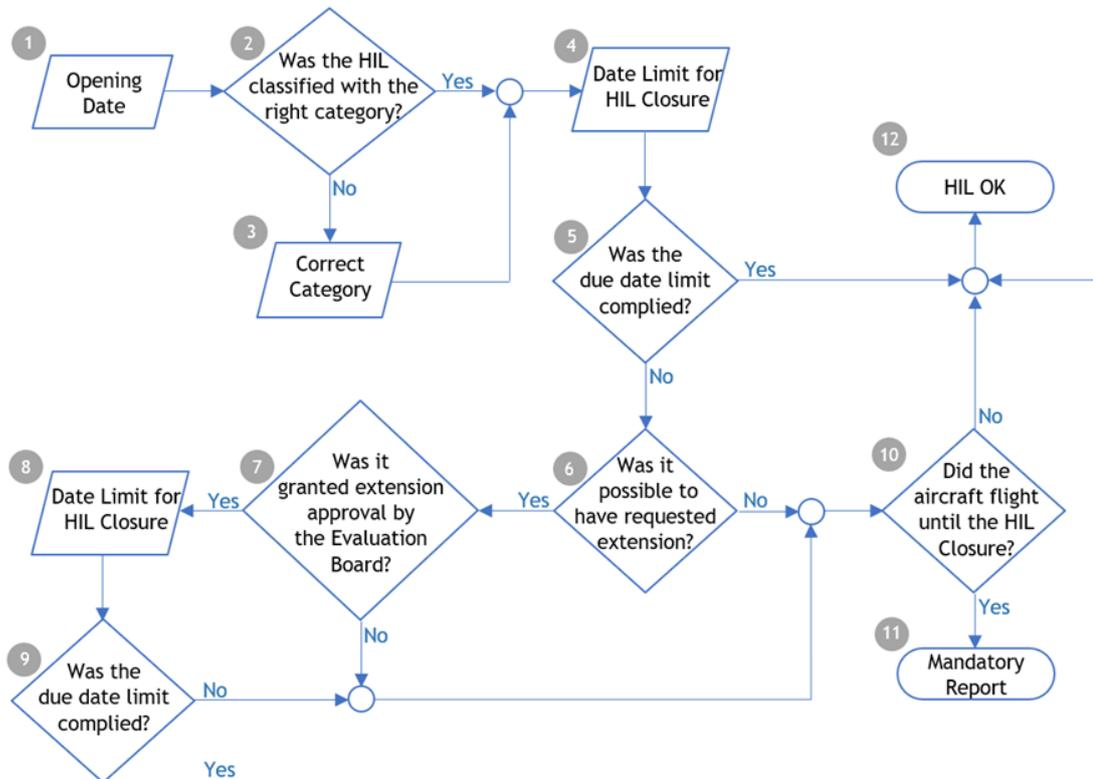 1
Opening
Date
2
Was the HIL
classified with the
right category?
Yes
No
3
Correct
Category
4
Date Limit for
HIL Closure
5
Was the
due date limit
complied?
Yes
No
12
HIL OK
6
Was it
possible to
have requested
extension?
Yes
No
7
Was it
granted extension
approval by
the Evaluation
Board?
Yes
No
8
Date Limit for
HIL Closure
9
Was the
due date limit
complied?
No
Yes
10
Did the
aircraft flight
until the HIL
Closure?
No
Yes
11
Mandatory
Report